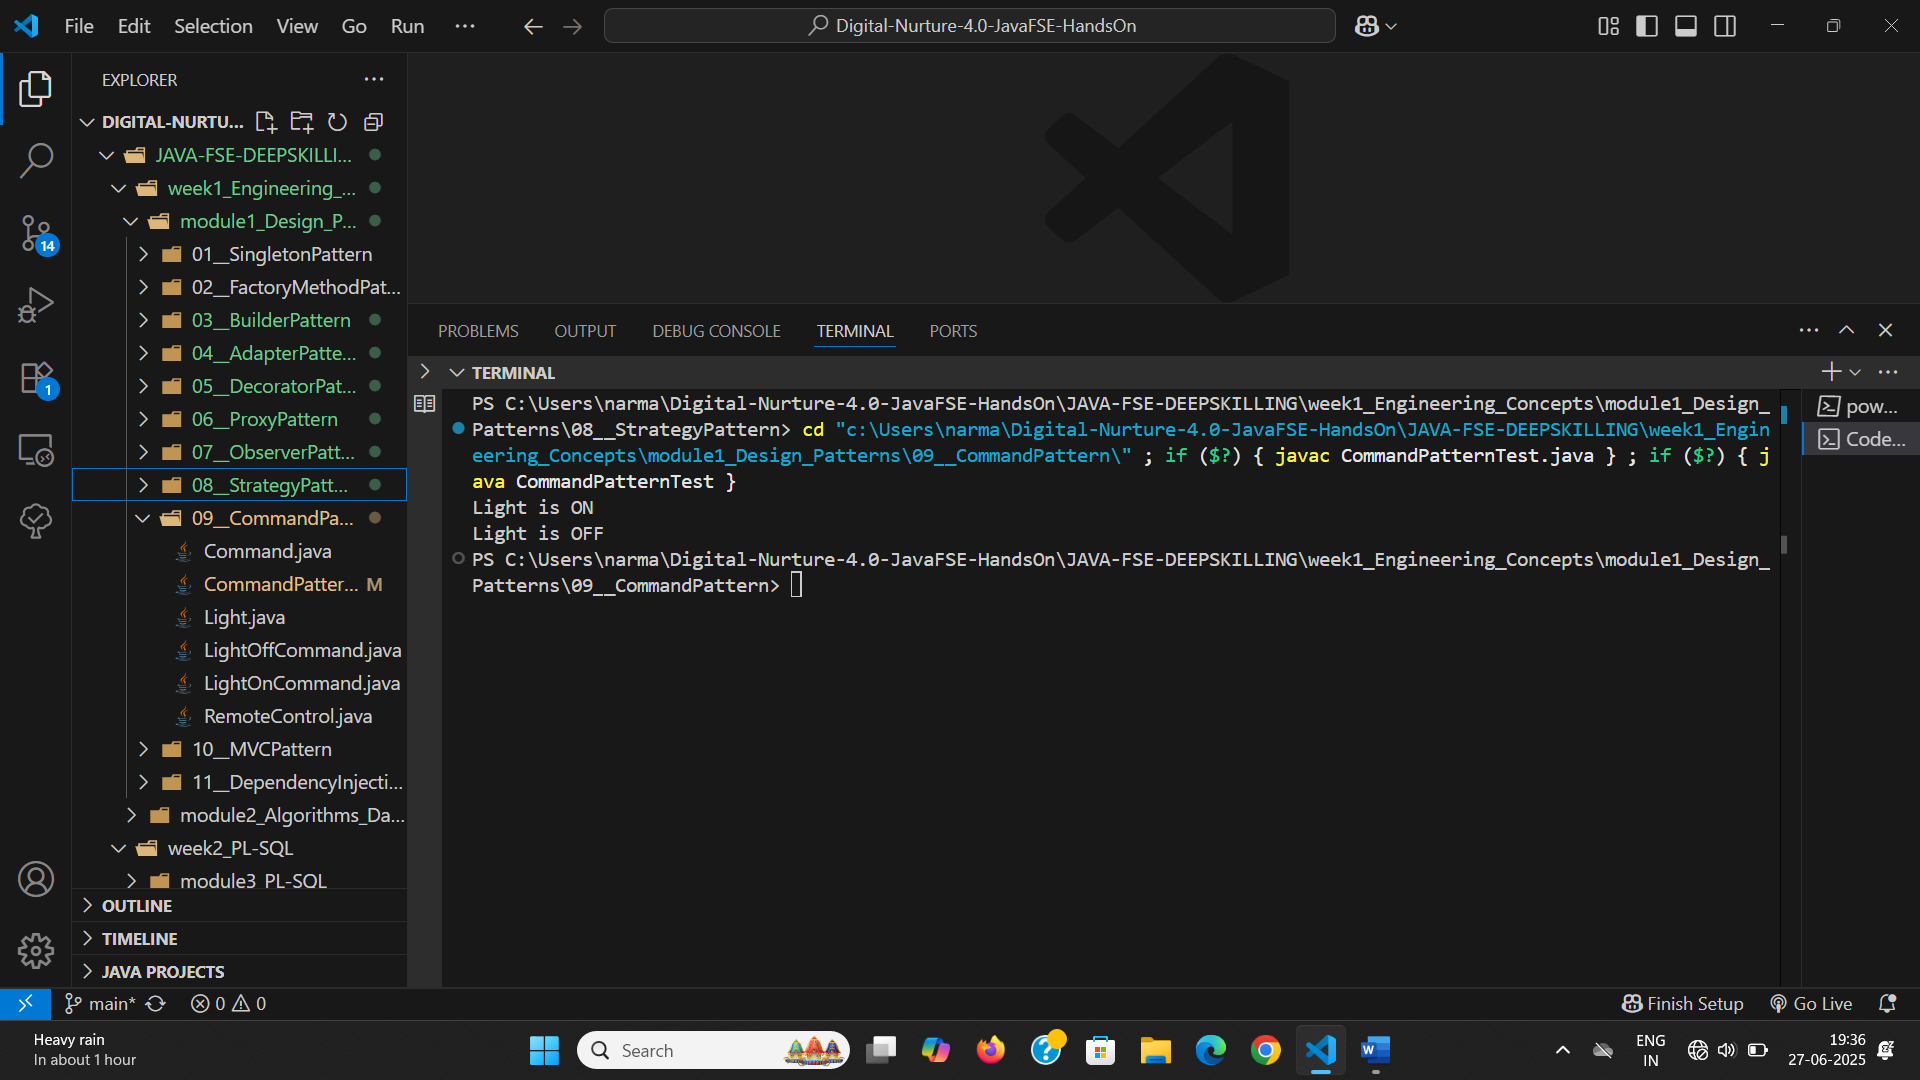 File Edit Selection View Go Run ...
Digital-Nurture-4.0-JavaFSE-HandsOn
EXPLORER
DIGITAL-NURTU...
JAVA-FSE-DEEPSKILLI...
week1_Engineering_...
module1_Design_P...
01__SingletonPattern
02__FactoryMethodPat...
03__BuilderPattern
04__AdapterPatte...
05__DecoratorPat...
06__ProxyPattern
07__ObserverPatt...
08__StrategyPatt...
09__CommandPa...
Command.java
CommandPatter... M
Light.java
LightOffCommand.java
LightOnCommand.java
RemoteControl.java
10__MVCPattern
11__DependencyInjecti...
module2_Algorithms_Da...
week2_PL-SQL
module3_PL-SQL
OUTLINE
TIMELINE
JAVA PROJECTS
14
1
PROBLEMS OUTPUT DEBUG CONSOLE TERMINAL PORTS
TERMINAL
PS C:\Users\narma\Digital-Nurture-4.0-JavaFSE-HandsOn\JAVA-FSE-DEEPSKILLING\week1_Engineering_Concepts\module1_Design_
Patterns\08__StrategyPattern> cd "c:\Users\narma\Digital-Nurture-4.0-JavaFSE-HandsOn\JAVA-FSE-DEEPSKILLING\week1_Engin
eering_Concepts\module1_Design_Patterns\09__CommandPattern\" ; if ($?) { javac CommandPatternTest.java } ; if ($?) { j
ava CommandPatternTest }
Light is ON
Light is OFF
PS C:\Users\narma\Digital-Nurture-4.0-JavaFSE-HandsOn\JAVA-FSE-DEEPSKILLING\week1_Engineering_Concepts\module1_Design_
Patterns\09__CommandPattern>
pow...
Code...
main* 0 0
Finish Setup Go Live
Heavy rain
In about 1 hour
Search
ENG
IN
19:36
27-06-2025